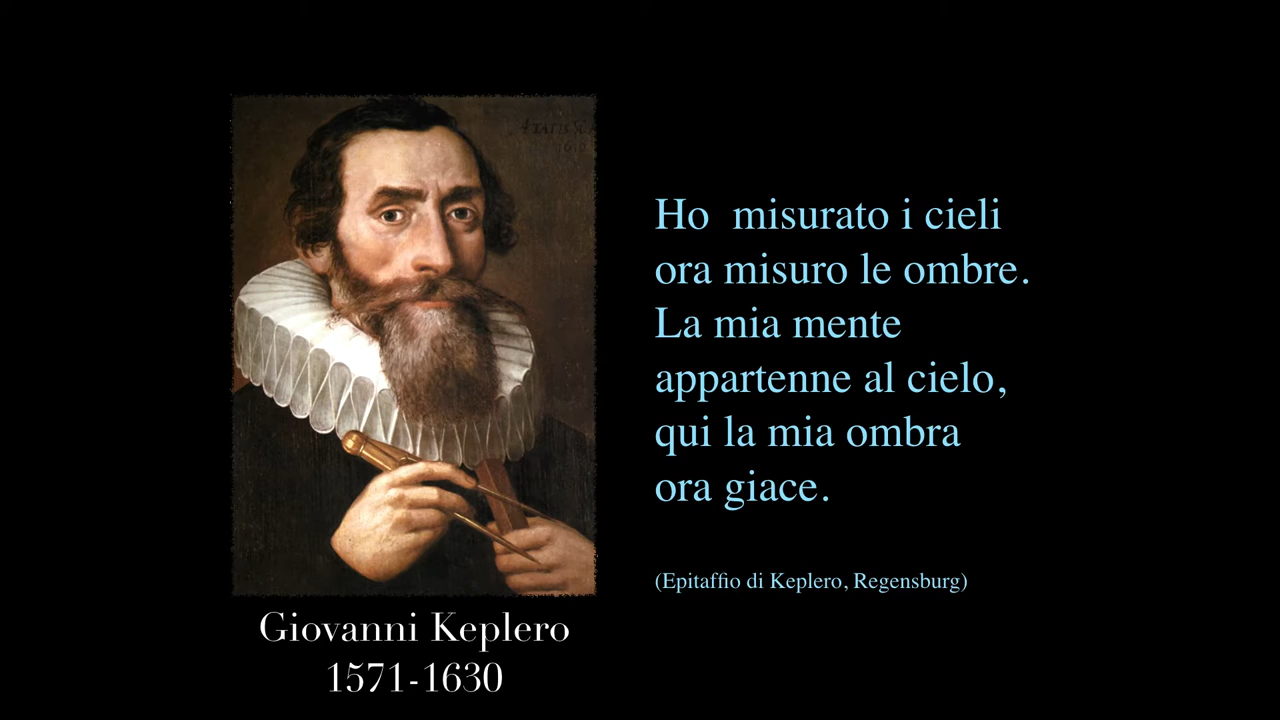 Ho misurato i cieli
ora misuro le ombre.
La mia mente
appartenne al cielo,
qui la mia ombra
ora giace.
(Epitaffio di Keplero, Regensburg)
Giovanni Keplero
1571-1630